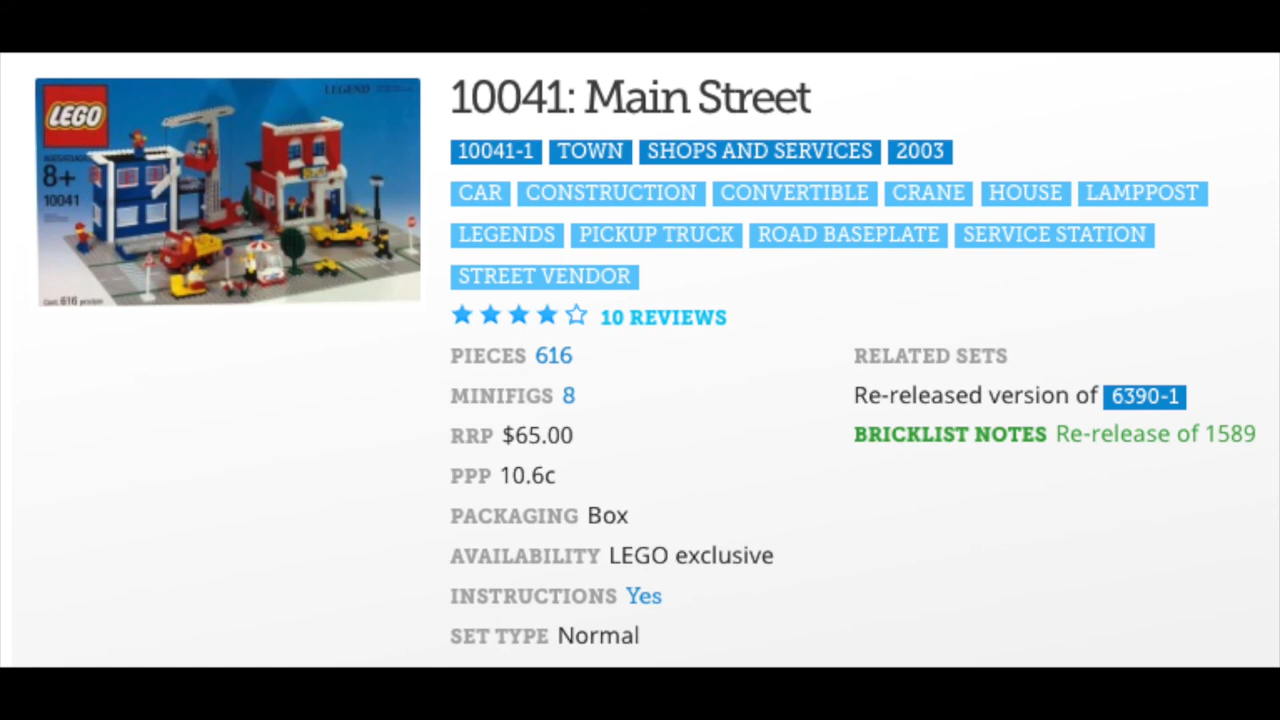 10041: Main Street
10041-1 TOWN SHOPS AND SERVICES 2003
CAR CONSTRUCTION CONVERTIBLE CRANE HOUSE LAMPPOST
LEGENDS PICKUP TRUCK ROAD BASEPLATE SERVICE STATION
STREET VENDOR
10 REVIEWS
PIECES 616
MINIFIGS 8
RRP $65.00
PPP 10.6c
PACKAGING Box
AVAILABILITY LEGO exclusive
INSTRUCTIONS Yes
SET TYPE Normal
RELATED SETS
Re-released version of 6390-1
BRICKLIST NOTES Re-release of 1589
LEGEND
LEGO
8+
10041
616